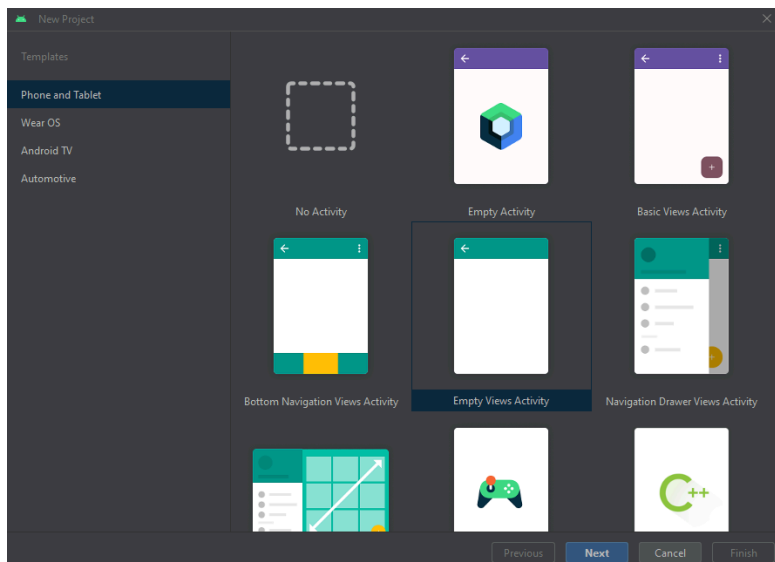 New Project
Templates
Phone and Tablet
Wear OS
Android TV
Automotive
No Activity
Empty Activity
Basic Views Activity
Bottom Navigation Views Activity
Empty Views Activity
Navigation Drawer Views Activity
C++
Previous
Next
Cancel
Finish